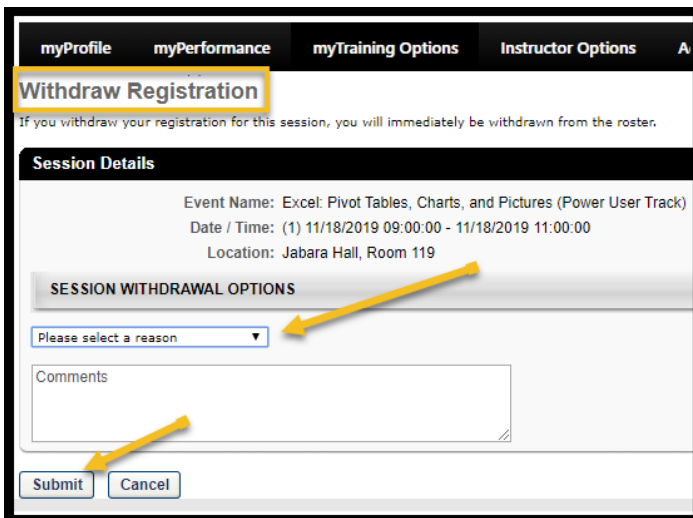 myProfile myPerformance myTraining Options Instructor Options
Withdraw Registration
If you withdraw your registration for this session, you will immediately be withdrawn from the roster.
Session Details
Event Name: Excel: Pivot Tables, Charts, and Pictures (Power User Track)
Date / Time: (1) 11/18/2019 09:00:00 - 11/18/2019 11:00:00
Location: Jabara Hall, Room 119
SESSION WITHDRAWAL OPTIONS
Please select a reason
Comments
Submit Cancel